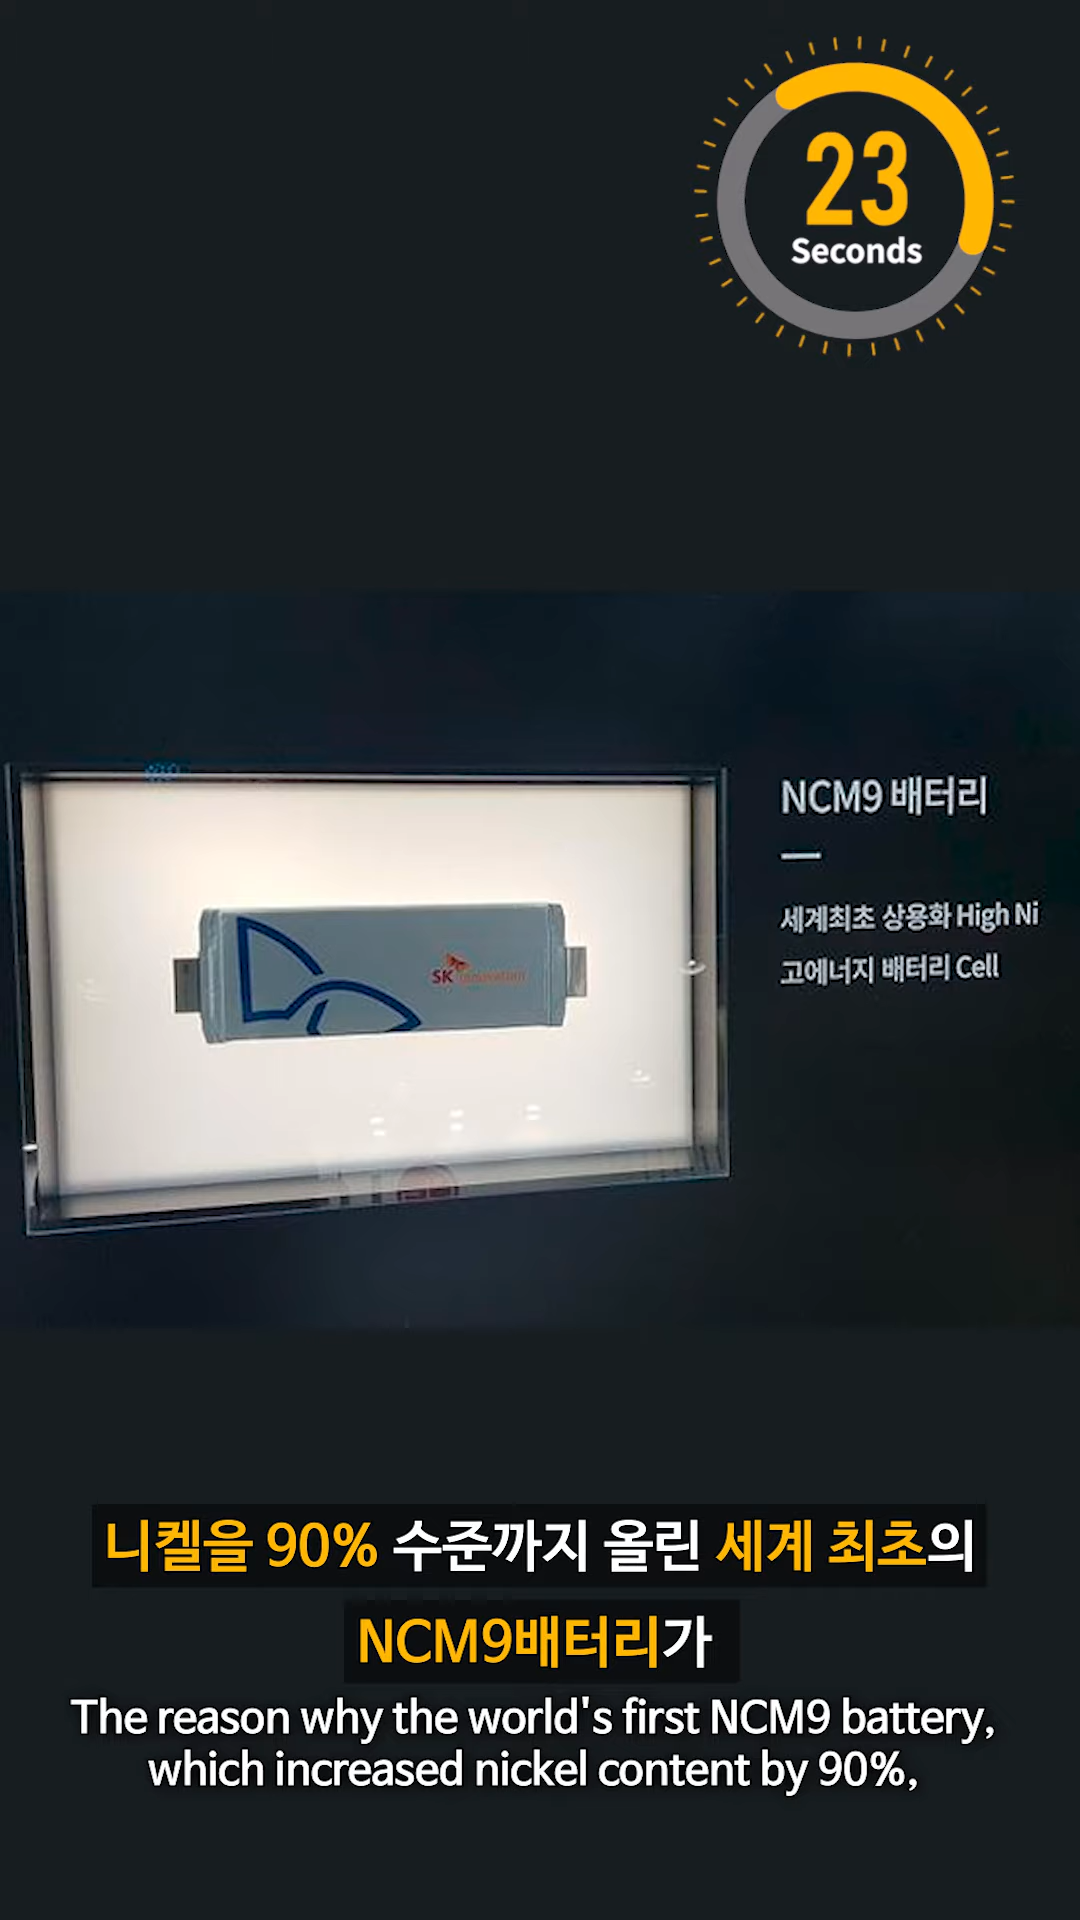 23
Seconds
NCM9 배터리
세계최초 상용화 High Ni
고에너지 배터리 Cell
SK innovation
니켈을 90% 수준까지 올린 세계 최초의
NCM9배터리가
The reason why the world's first NCM9 battery,
which increased nickel content by 90%,